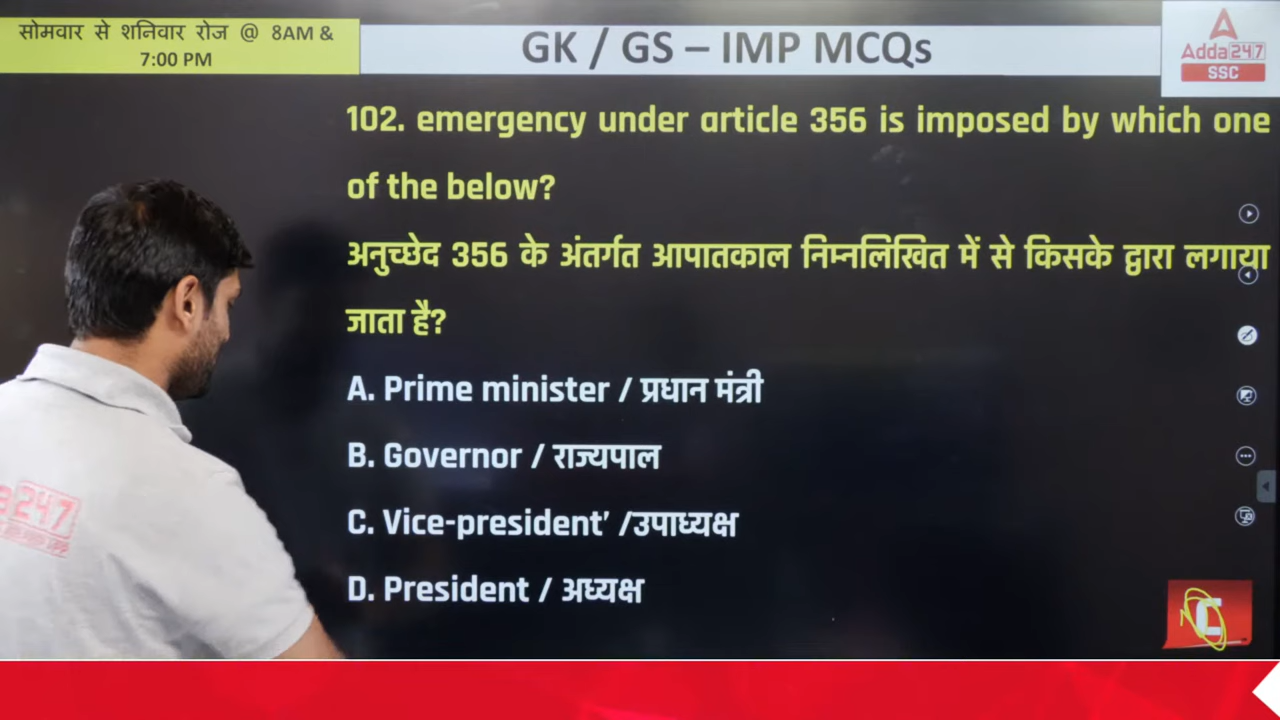 सोमवार से शनिवार रोज @ 8AM &
7:00 PM
GK / GS – IMP MCQs
Adda247
SSC
102. emergency under article 356 is imposed by which one
of the below?
अनुच्छेद 356 के अंतर्गत आपातकाल निम्नलिखित में से किसके द्वारा लगाया
जाता है?
A. Prime minister / प्रधान मंत्री
B. Governor / राज्यपाल
C. Vice-president’ /उपाध्यक्ष
D. President / अध्यक्ष
247
C